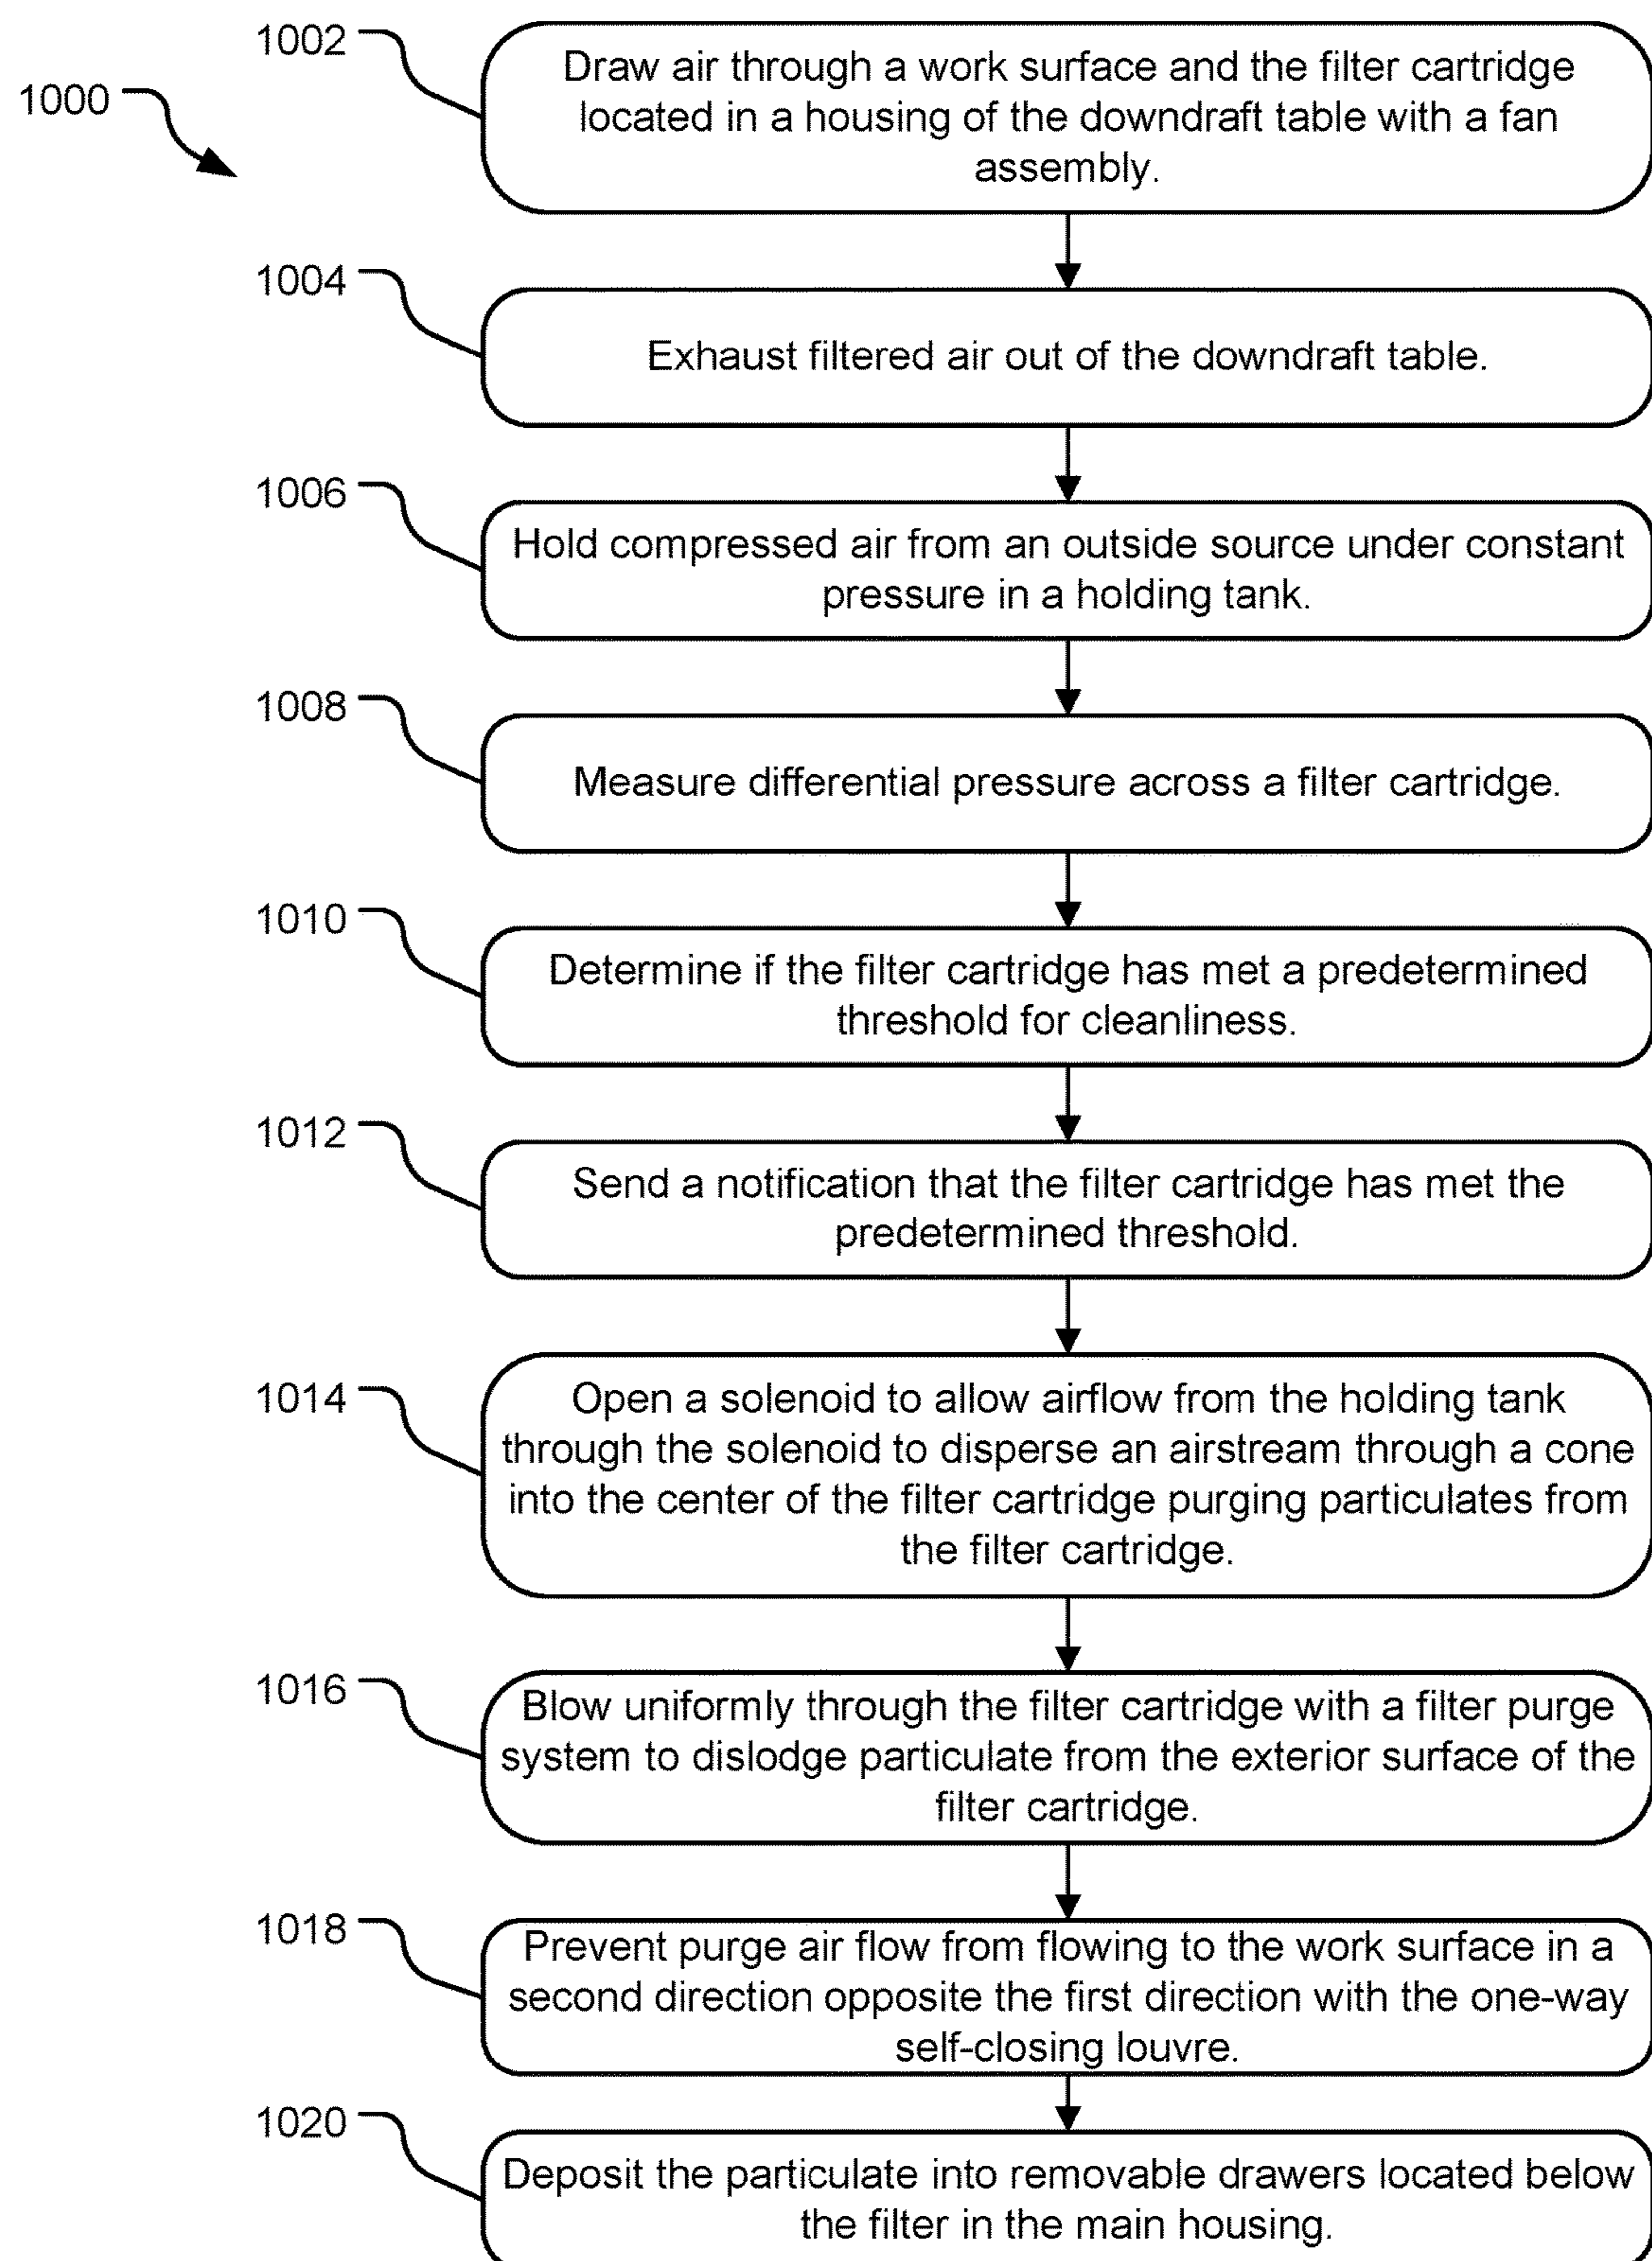 1000
1002
Draw air through a work surface and the filter cartridge
located in a housing of the downdraft table with a fan
assembly.
1004
Exhaust filtered air out of the downdraft table.
1006
Hold compressed air from an outside source under constant
pressure in a holding tank.
1008
Measure differential pressure across a filter cartridge.
1010
Determine if the filter cartridge has met a predetermined
threshold for cleanliness.
1012
Send a notification that the filter cartridge has met the
predetermined threshold.
1014
Open a solenoid to allow airflow from the holding tank
through the solenoid to disperse an airstream through a cone
into the center of the filter cartridge purging particulates from
the filter cartridge.
1016
Blow uniformly through the filter cartridge with a filter purge
system to dislodge particulate from the exterior surface of the
filter cartridge.
1018
Prevent purge air flow from flowing to the work surface in a
second direction opposite the first direction with the one-way
self-closing louvre.
1020
Deposit the particulate into removable drawers located below
the filter in the main housing.